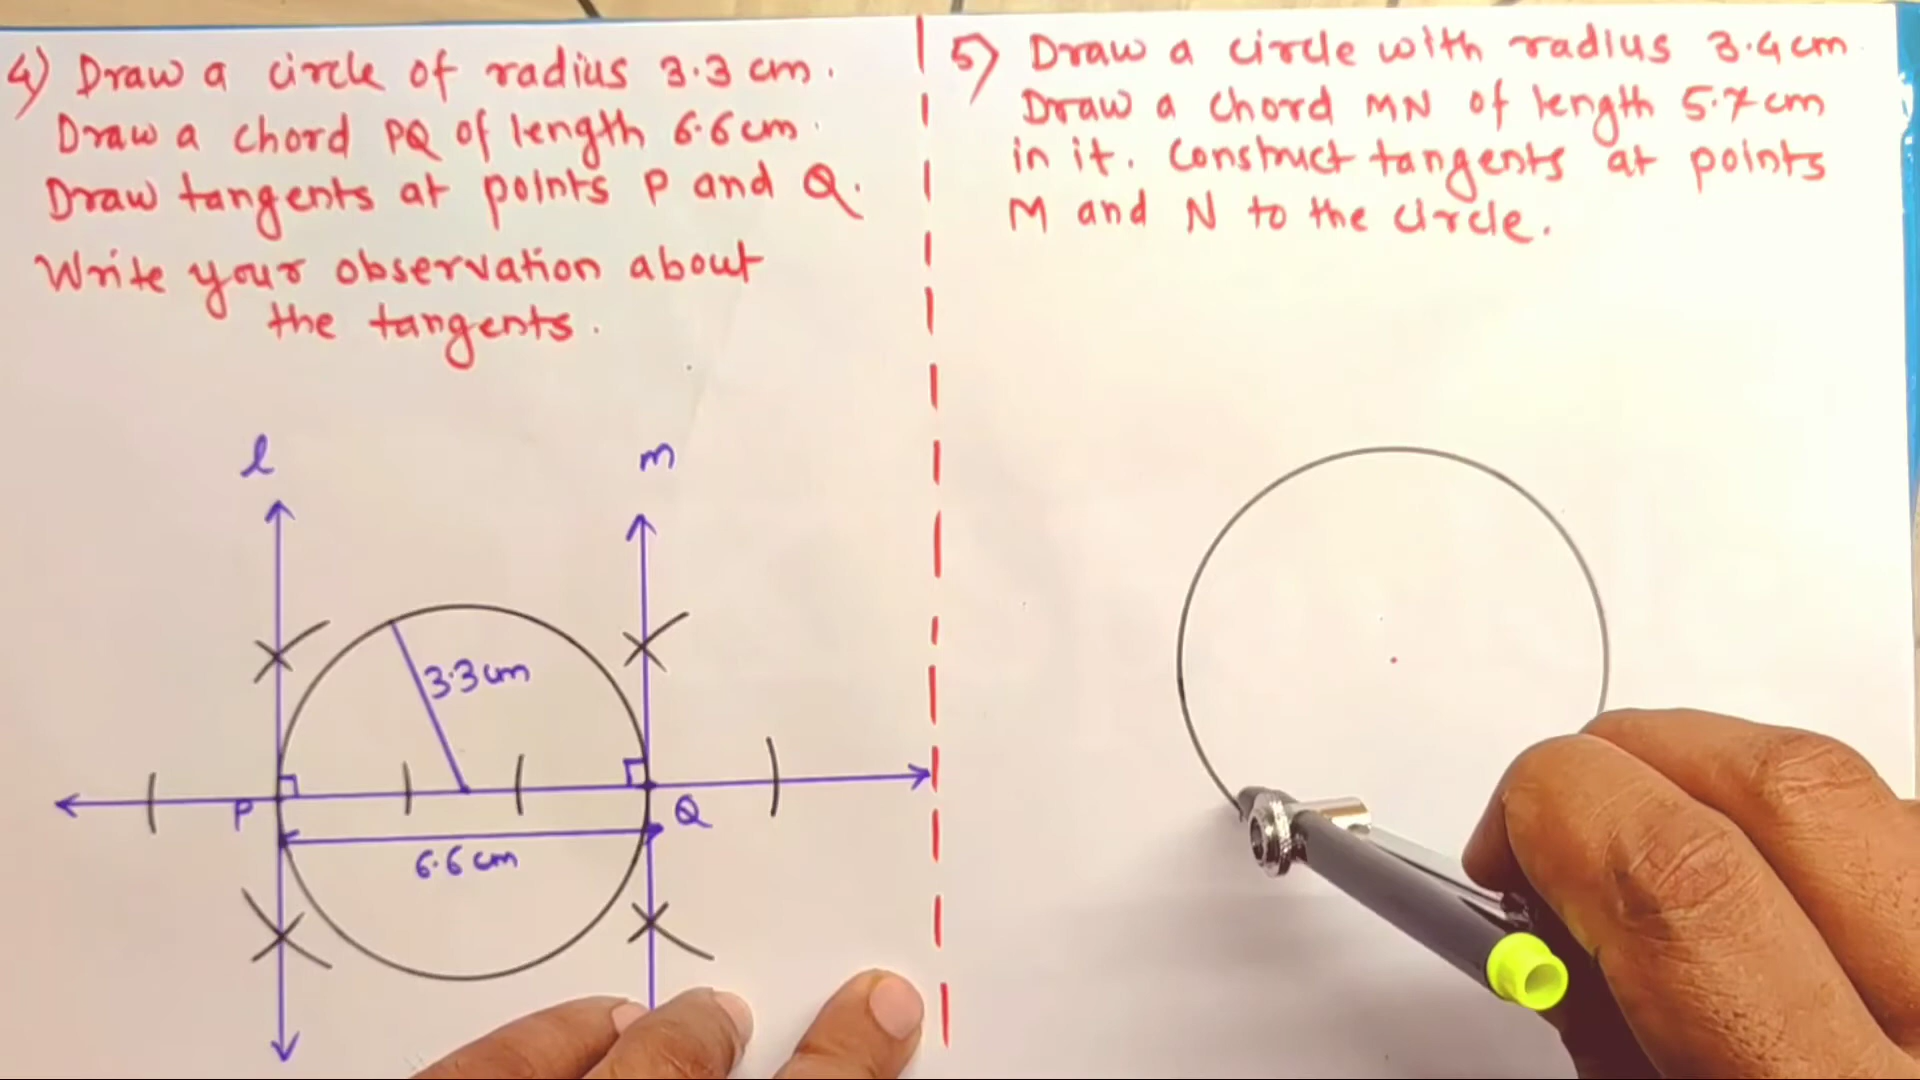 4) Draw a circle of radius 3.3 cm.
Draw a chord PQ of length 6.6 cm.
Draw tangents at points P and Q.
Write your observation about
the tangents.
l
m
3.3 cm
P
Q
6.6 cm
5) Draw a circle with radius 3.4 cm
Draw a chord MN of length 5.7 cm
in it. Construct tangents at points
M and N to the circle.